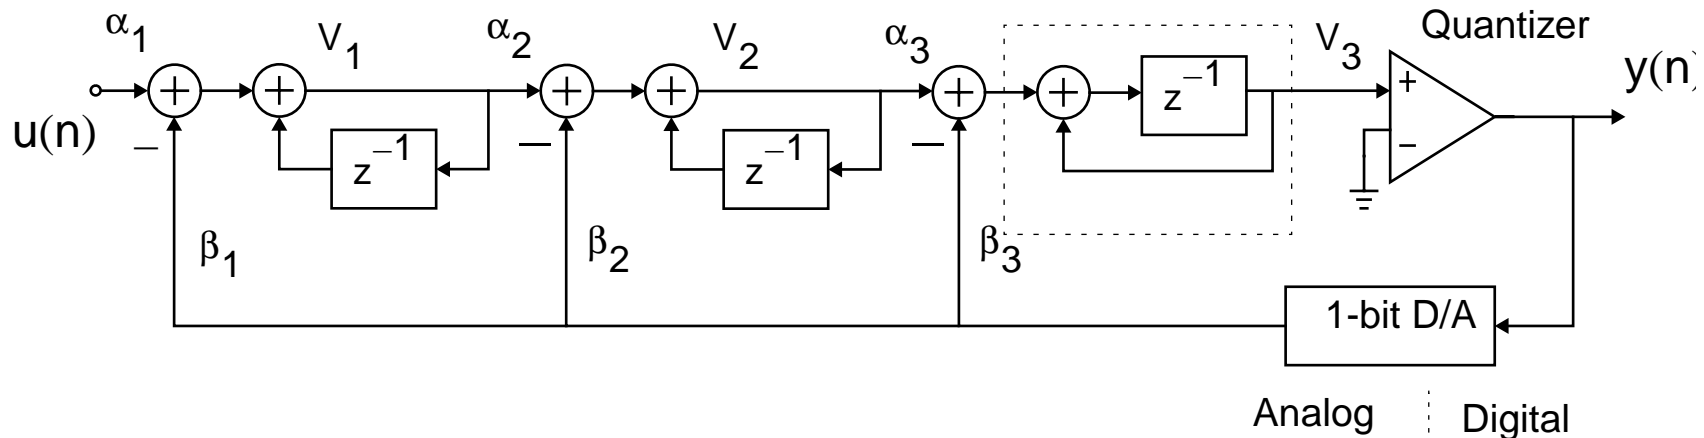 α1 V1 α2 V2 α3 V3 Quantizer
u(n) + + + + + + z−1 + y(n)
− z−1 − z−1 − −
β1 β2 β3
1-bit D/A
Analog Digital